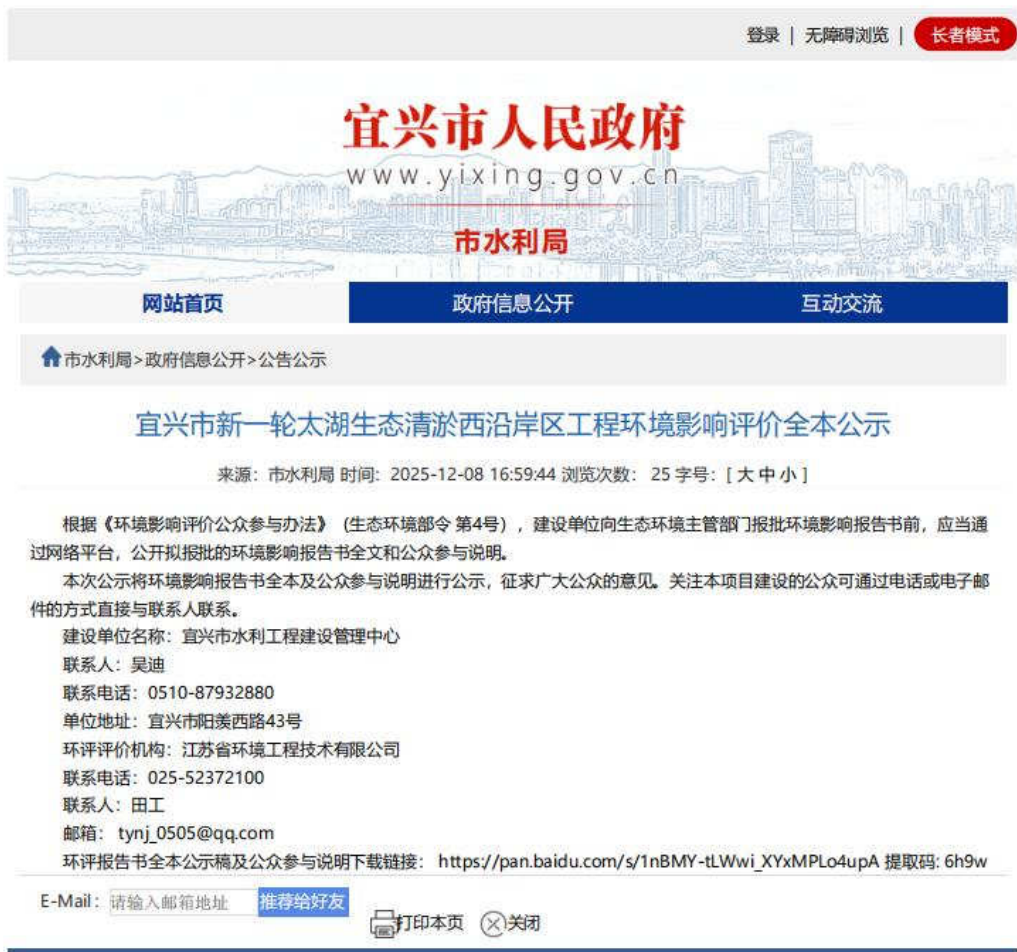 登录 | 无障碍浏览 | 长者模式
宜兴市人民政府
www.yixing.gov.cn
市水利局
网站首页 政府信息公开 互动交流
市水利局>政府信息公开>公告公示
宜兴市新一轮太湖生态清淤西沿岸区工程环境影响评价全本公示
来源：市水利局 时间：2025-12-08 16:59:44 浏览次数： 25 字号：[ 大 中 小 ]
根据《环境影响评价公众参与办法》（生态环境部令 第4号），建设单位向生态环境主管部门报批环境影响报告书前，应当通
过网络平台，公开拟报批的环境影响报告书全文和公众参与说明。
本次公示将环境影响报告书全本及公众参与说明进行公示，征求广大公众的意见。关注本项目建设的公众可通过电话或电子邮
件的方式直接与联系人联系。
建设单位名称：宜兴市水利工程建设管理中心
联系人：吴迪
联系电话：0510-87932880
单位地址：宜兴市阳羡西路43号
环评评价机构：江苏省环境工程技术有限公司
联系电话：025-52372100
联系人：田工
邮箱： tynj_0505@qq.com
环评报告书全本公示稿及公众参与说明下载链接： https://pan.baidu.com/s/1nBMY-tLWwi_XYxMPLo4upA 提取码: 6h9w
E-Mail：请输入邮箱地址 推荐给好友
打印本页 关闭